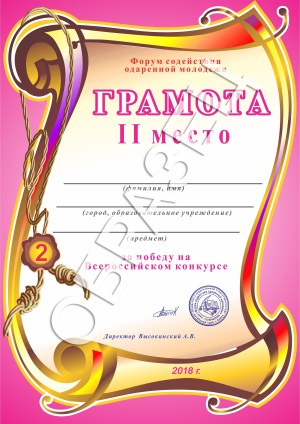 Форум содействия
одаренной молодежи
ГРАМОТА
II место
(фамилия, имя)
(город, образовательное учреждение)
(предмет)
за победу на
Всероссийском конкурсе
2
Директор Высокинский А.В.
2018 г.
ОБРАЗЕЦ